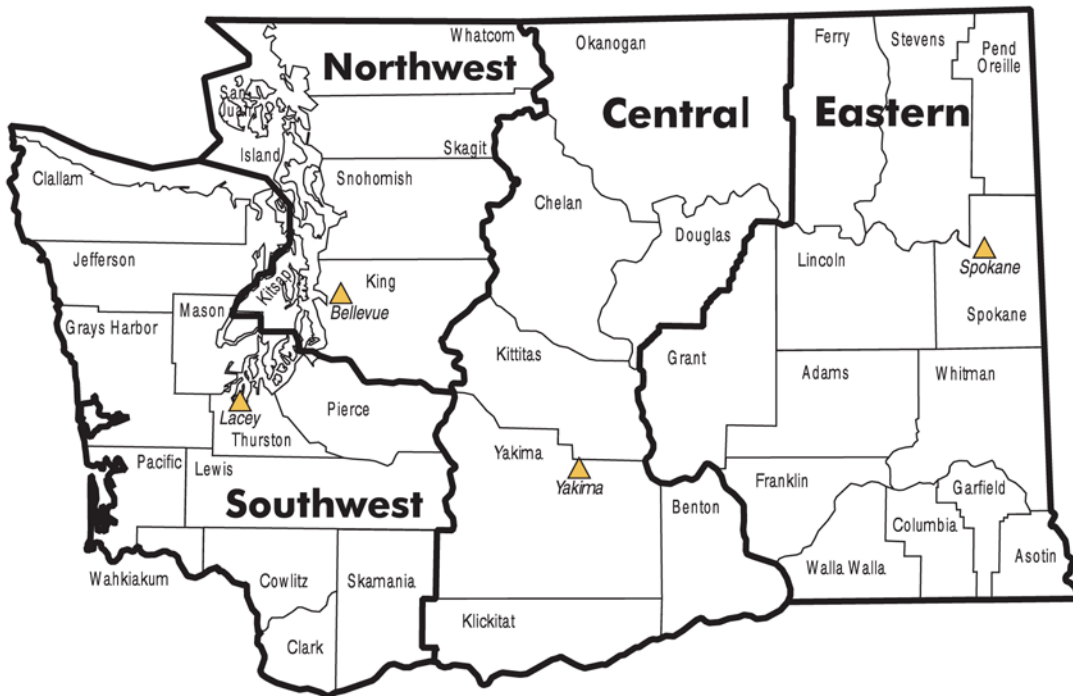 Whatcom
Northwest
San
Juan
Island
Skagit
Snohomish
King
Bellevue
Kitsap
Okanogan
Central
Chelan
Douglas
Kittitas
Yakima
Yakima
Benton
Klickitat
Ferry
Stevens
Pend
Oreille
Eastern
Lincoln
Spokane
Spokane
Grant
Adams
Whitman
Franklin
Garfield
Columbia
Walla Walla
Asotin
Clallam
Jefferson
Mason
Grays Harbor
Lacey
Thurston
Pierce
Pacific
Lewis
Southwest
Wahkiakum
Cowlitz
Skamania
Clark